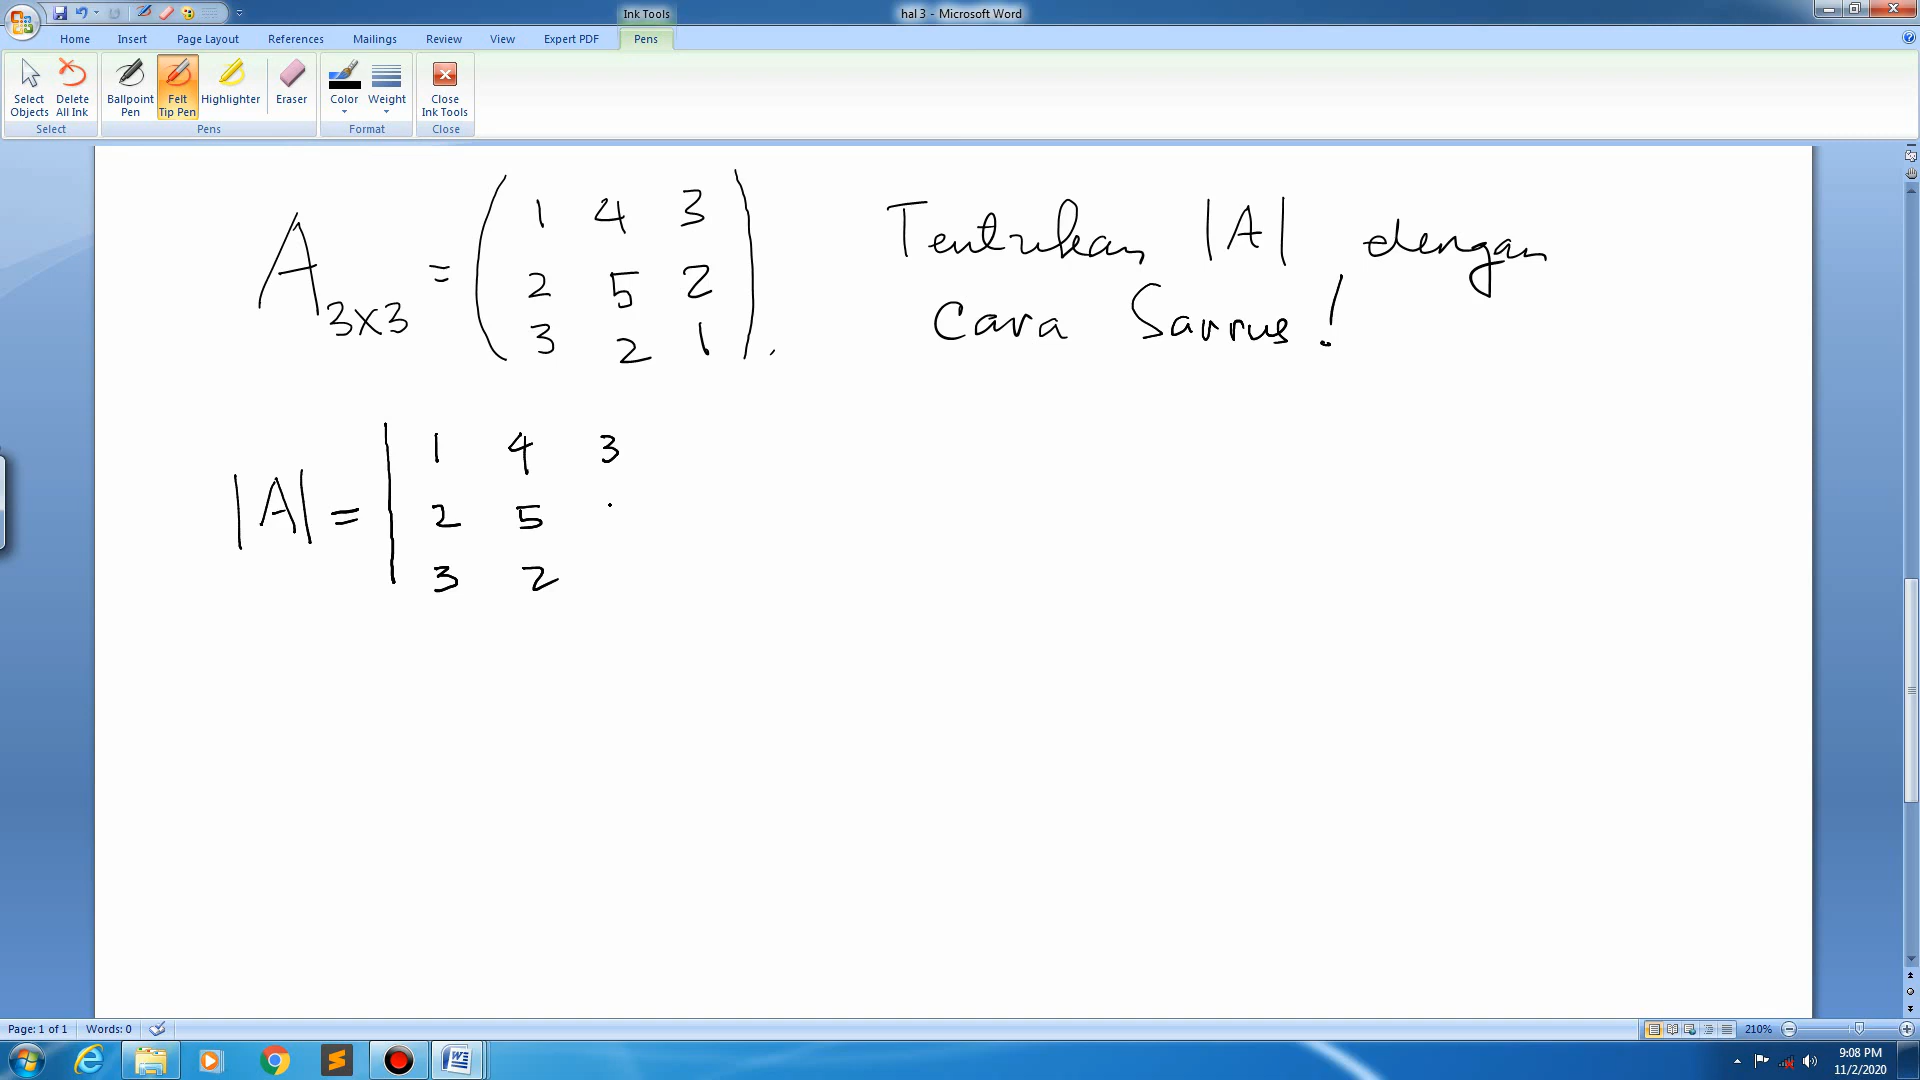 Ink Tools
hal 3 - Microsoft Word
Home Insert Page Layout References Mailings Review View Expert PDF Pens
Select Objects
Delete All Ink
Ballpoint Pen
Felt Tip Pen
Highlighter
Eraser
Color
Weight
Close Ink Tools
Select Pens Format Close
A 3x3 = ( 1 4 3
2 5 2
3 2 1 ).
Tentukan |A| dengan
cara Sarrus!
|A| = | 1 4 3
2 5
3 2
Page: 1 of 1 Words: 0 210%
9:08 PM
11/2/2020